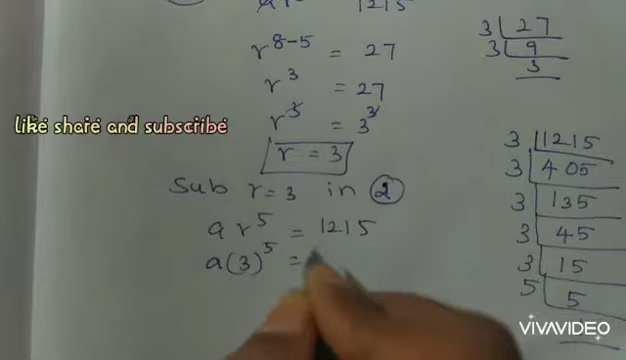 1215
r^8-5 = 27
r^3 = 27
r^3 = 3^3
r = 3
Sub r = 3 in ②
a r^5 = 1215
a(3)^5 =
3 | 27
3 | 9
3
3 | 1215
3 | 405
3 | 135
3 | 45
3 | 15
5 | 5
like share and subscribe
VIVAVIDEO